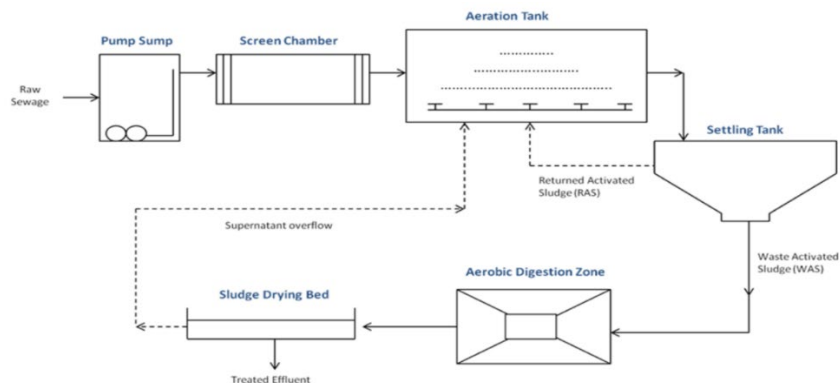 Aeration Tank
Pump Sump
Screen Chamber
Raw
Sewage
Settling Tank
Returned Activated
Sludge (RAS)
Supernatant overflow
Waste Activated
Sludge (WAS)
Aerobic Digestion Zone
Sludge Drying Bed
Treated Effluent